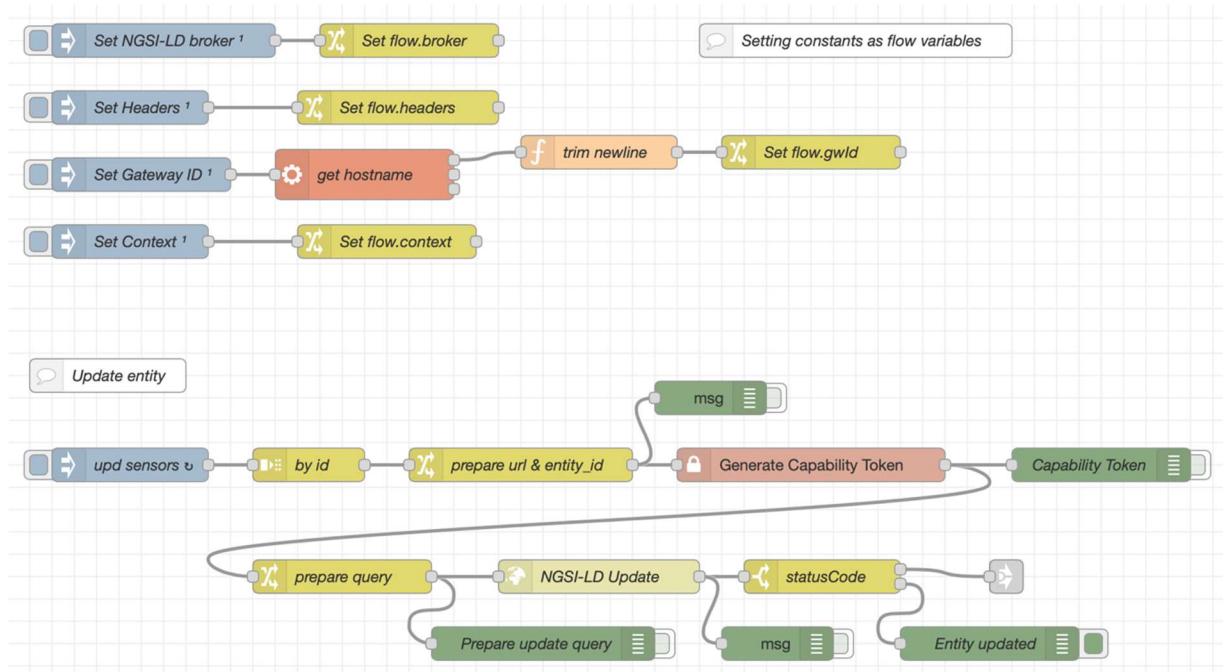 Set NGSI-LD broker ¹
Set flow.broker
Setting constants as flow variables
Set Headers ¹
Set flow.headers
trim newline
Set flow.gwId
Set Gateway ID ¹
get hostname
Set Context ¹
Set flow.context
Update entity
msg
upd sensors ↻
by id
prepare url & entity_id
Generate Capability Token
Capability Token
prepare query
NGSI-LD Update
statusCode
Prepare update query
msg
Entity updated